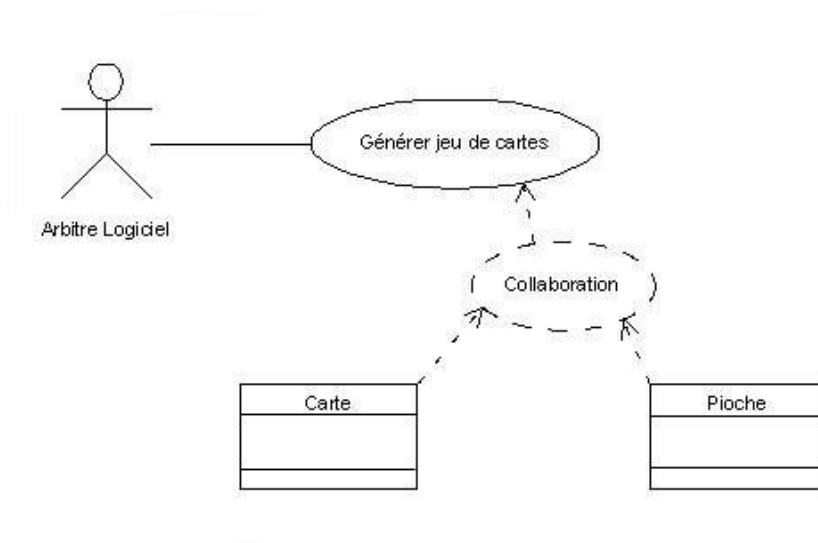 Générer jeu de cartes
Arbitre Logiciel
Collaboration
Carte
Pioche